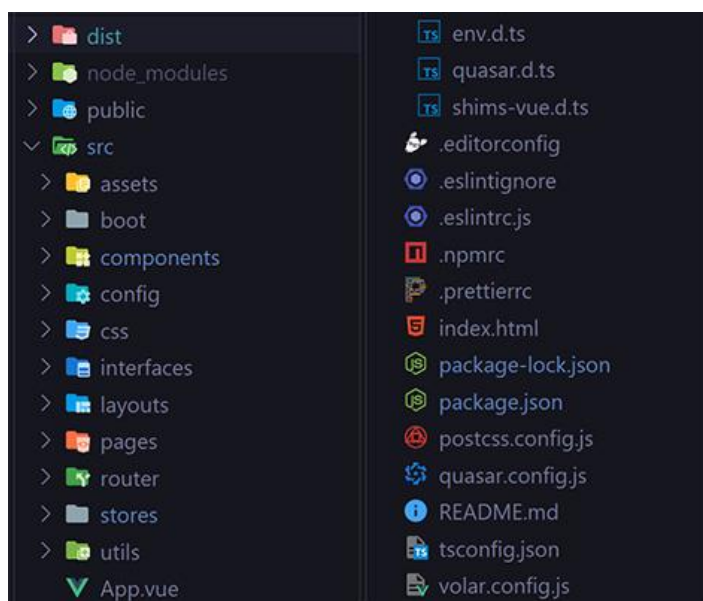 dist
node_modules
public
src
assets
boot
components
config
css
interfaces
layouts
pages
router
stores
utils
App.vue
env.d.ts
quasar.d.ts
shims-vue.d.ts
.editorconfig
.eslintignore
.eslintrc.js
.npmrc
.prettierrc
index.html
package-lock.json
package.json
postcss.config.js
quasar.config.js
README.md
tsconfig.json
volar.config.js